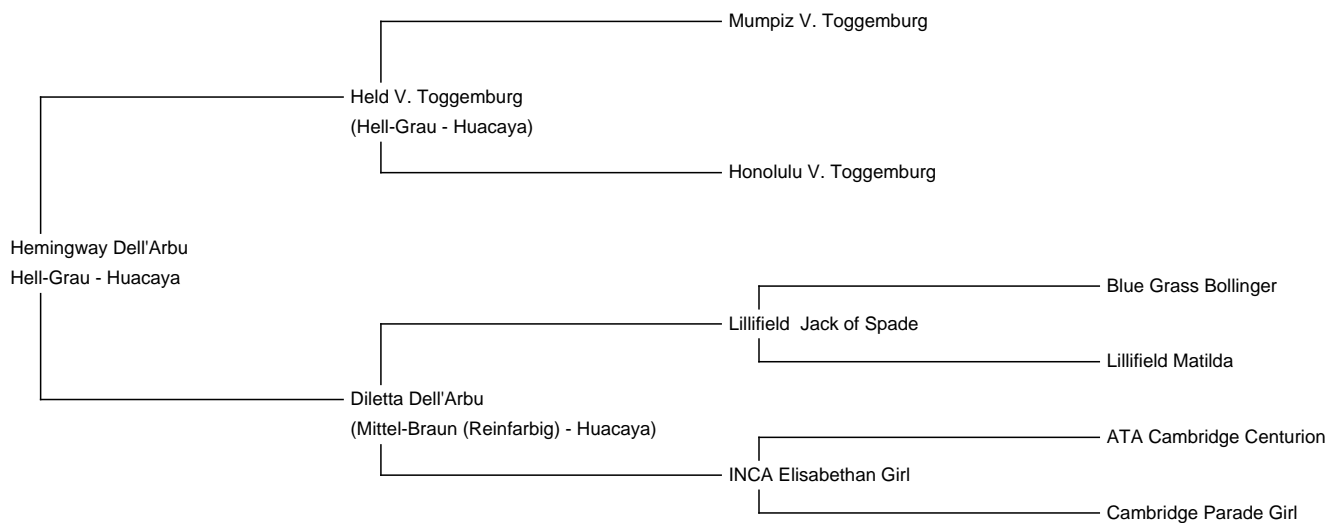 Mumpiz V. Toggemburg
Held V. Toggemburg
(Hell-Grau - Huacaya)
Honolulu V. Toggemburg
Hemingway Dell'Arbu
Hell-Grau - Huacaya
Blue Grass Bollinger
Lillifield  Jack of Spade
Lillifield Matilda
Diletta Dell'Arbu
(Mittel-Braun (Reinfarbig) - Huacaya)
ATA Cambridge Centurion
INCA Elisabethan Girl
Cambridge Parade Girl